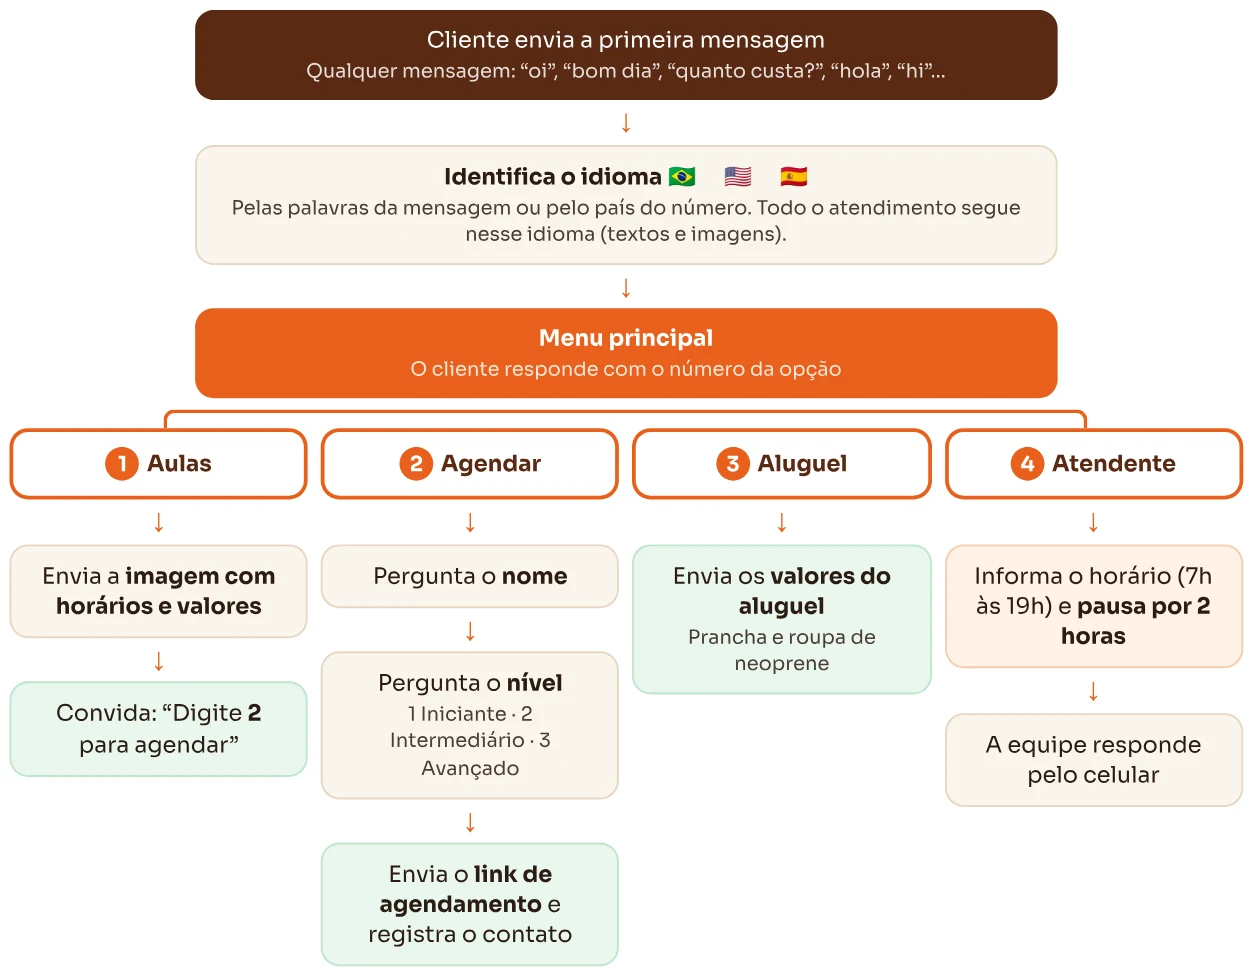 Cliente envia a primeira mensagem
Qualquer mensagem: “oi”, “bom dia”, “quanto custa?”, “hola”, “hi”...
↓
Identifica o idioma 🇧🇷 🇺🇸 🇪🇸
Pelas palavras da mensagem ou pelo país do número. Todo o atendimento segue
nesse idioma (textos e imagens).
↓
Menu principal
O cliente responde com o número da opção
1 Aulas
↓
Envia a imagem com
horários e valores
↓
Convida: “Digite 2
para agendar”
2 Agendar
↓
Pergunta o nome
↓
Pergunta o nível
1 Iniciante · 2
Intermediário · 3
Avançado
↓
Envia o link de
agendamento e
registra o contato
3 Aluguel
↓
Envia os valores do
aluguel
Prancha e roupa de
neoprene
4 Atendente
↓
Informa o horário (7h
às 19h) e pausa por 2
horas
↓
A equipe responde
pelo celular